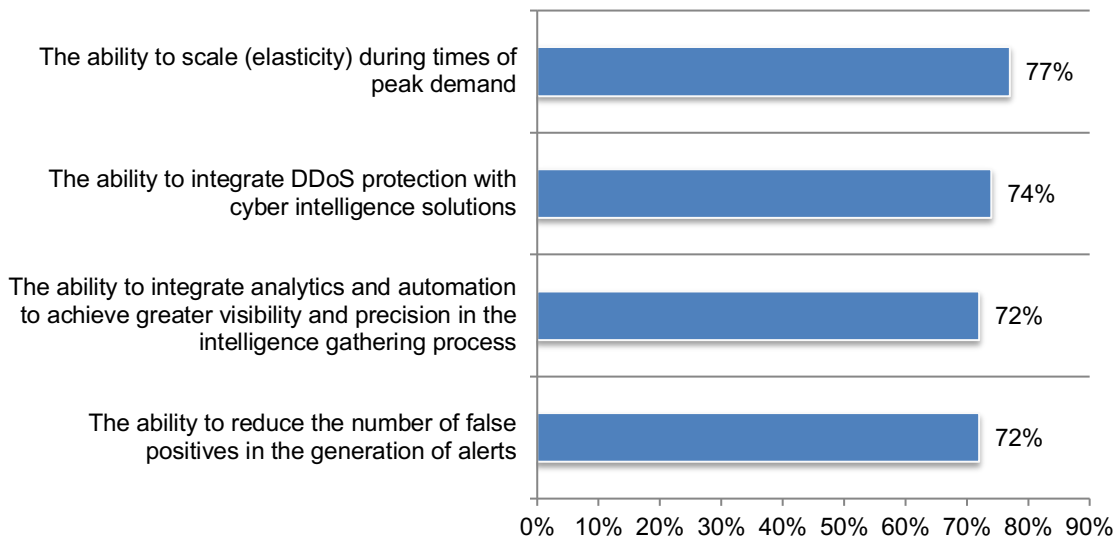 The ability to scale (elasticity) during times of
peak demand
77%
The ability to integrate DDoS protection with
cyber intelligence solutions
74%
The ability to integrate analytics and automation
to achieve greater visibility and precision in the
intelligence gathering process
72%
The ability to reduce the number of false
positives in the generation of alerts
72%
0% 10% 20% 30% 40% 50% 60% 70% 80% 90%